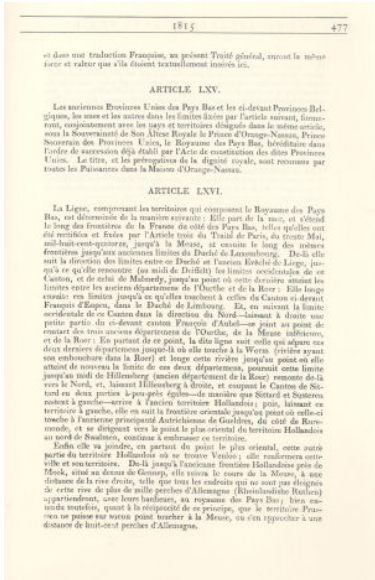 1815 477
et dans une traduction Française, au présent Traité général, auront la même
force et valeur que s'ils étaient textuellement insérés ici.
ARTICLE LXV.
Les anciennes Provinces Unies des Pays Bas et les ci-devant Provinces Bel-
giques, les unes et les autres dans les limites fixées par l'article suivant, forme-
ront, conjointement avec les pays et territoires désignés dans le même article,
sous la Souveraineté de Son Altesse Royale le Prince d'Orange-Nassau, Prince
Souverain des Provinces Unies, le Royaume des Pays Bas, héréditaire dans
l'ordre de succession déjà établi par l'Acte de constitution des dites Provinces
Unies. Le titre, et les prérogatives de la dignité royale, sont reconnus par
toutes les Puissances dans la Maison d'Orange-Nassau.
ARTICLE LXVI.
La Ligne, comprenant les territoires qui composent le Royaume des Pays
Bas, est déterminée de la manière suivante: Elle part de la mer, et s'étend
le long des frontières de la France du côté des Pays Bas, telles qu'elles ont
été rectifiées et fixées par l'Article trois du Traité de Paris, du trente Mai,
mil-huit-cent-quatorze, jusqu'à la Meuse, et ensuite le long des mêmes
frontières jusqu'aux anciennes limites du Duché de Luxembourg. De-là elle
suit la direction des limites entre ce Duché et l'ancien Evêché de Liège, jus-
qu'à ce qu'elle rencontre (au midi de Deiffelt) les limites occidentales de ce
Canton, et de celui de Malmedy, jusqu'au point où cette dernière atteint les
limites entre les anciens départemens de l'Ourthe et de la Roer: Elle longe
ensuite ces limites jusqu'à ce qu'elles touchent à celles du Canton ci-devant
Français d'Eupen, dans le Duché de Limbourg. Et, en suivant la limite
occidentale de ce Canton dans la direction du Nord—laissant à droite une
petite partie du ci-devant canton François d'Aubel—se joint au point de
contact des trois anciens départemens de l'Ourthe, de la Meuse inférieure,
et de la Roer: En partant de ce point, la dite ligne suit celle qui sépare ces
deux derniers départemens jusque-là où elle touche à la Worm (rivière ayant
son embouchure dans la Roer) et longe cette rivière jusqu'au point où elle
atteint de nouveau la limite de ces deux départemens, poursuit cette limite
jusqu'au midi de Hillensberg (ancien département de la Roer) remonte de-là
vers le Nord, et, laissant Hillensberg à droite, et coupant le Canton de Sit-
tard en deux parties à-peu-près égales—de manière que Sittard et Susteren
restent à gauche—arrive à l'ancien territoire Hollandois; puis, laissant ce
territoire à gauche, elle en suit la frontière orientale jusqu'au point où celle-ci
touche à l'ancienne principauté Autrichienne de Gueldres, du côté de Rure-
monde, et se dirigeant vers le point le plus oriental du territoire Hollandois
au nord de Swalmen, continue à embrasser ce territoire.
Enfin elle va joindre, en partant du point le plus oriental, cette autre
partie du territoire Hollandois où se trouve Venloo; elle renfermera cette
ville et son territoire. De-là jusqu'à l'ancienne frontière Hollandoise près de
Mook, situé au dessus de Gennep, elle suivra le cours de la Meuse, à une
distance de la rive droite, telle que tous les endroits qui ne sont pas éloignés
de cette rive de plus de mille perches d'Allemagne (Rheinlandishe Ruthen)
appartiendront, avec leurs banlieues, au royaume des Pays Bas; bien en-
tendu toutefois, quant à la réciprocité de ce principe, que le territoire Prus-
sien ne puisse sur aucun point toucher à la Meuse, ou s'en approcher à une
distance de huit-cent perches d'Allemagne.